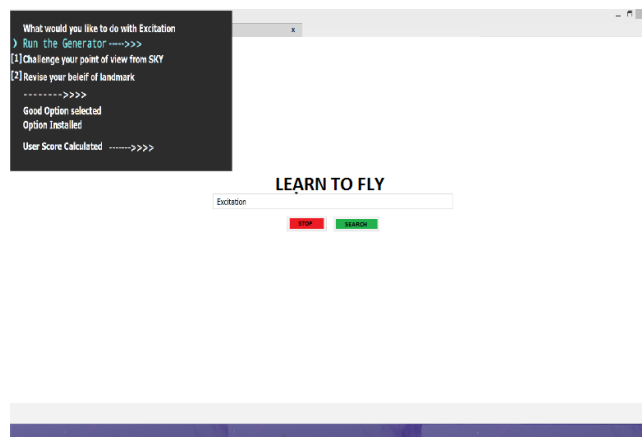 What would you like to do with Excitation
❯ Run the Generator ---->>>
[1] Challenge your point of view from SKY
[2] Revise your beleif of landmark
-------->>>>
Good Option selected
Option Installed
User Score Calculated ------->>>>
x
LEARN TO FLY
Excitation
STOP SEARCH